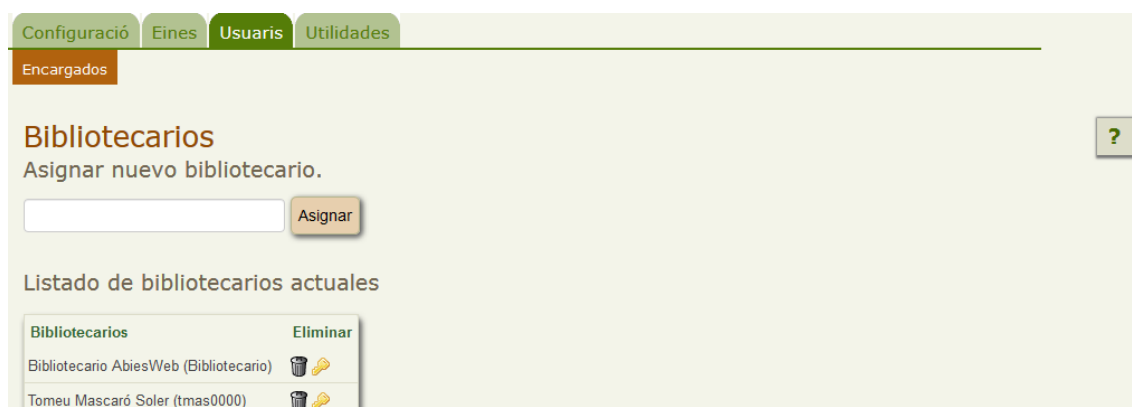 Configuració Eines Usuaris Utilidades
Encargados
Bibliotecarios
?
Asignar nuevo bibliotecario.
Asignar
Listado de bibliotecarios actuales
Bibliotecarios Eliminar
Bibliotecario AbiesWeb (Bibliotecario)
Tomeu Mascaró Soler (tmas0000)